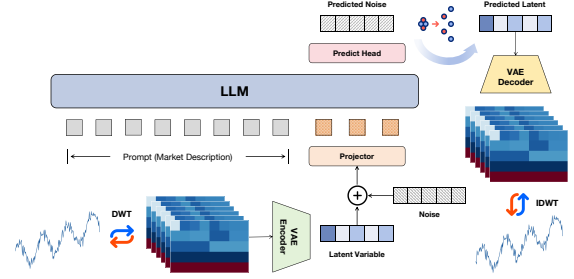 Predicted Noise
Predicted Latent
Predict Head
VAE
Decoder
LLM
Prompt (Market Description)
Projector
DWT
VAE
Encoder
Noise
Latent Variable
IDWT